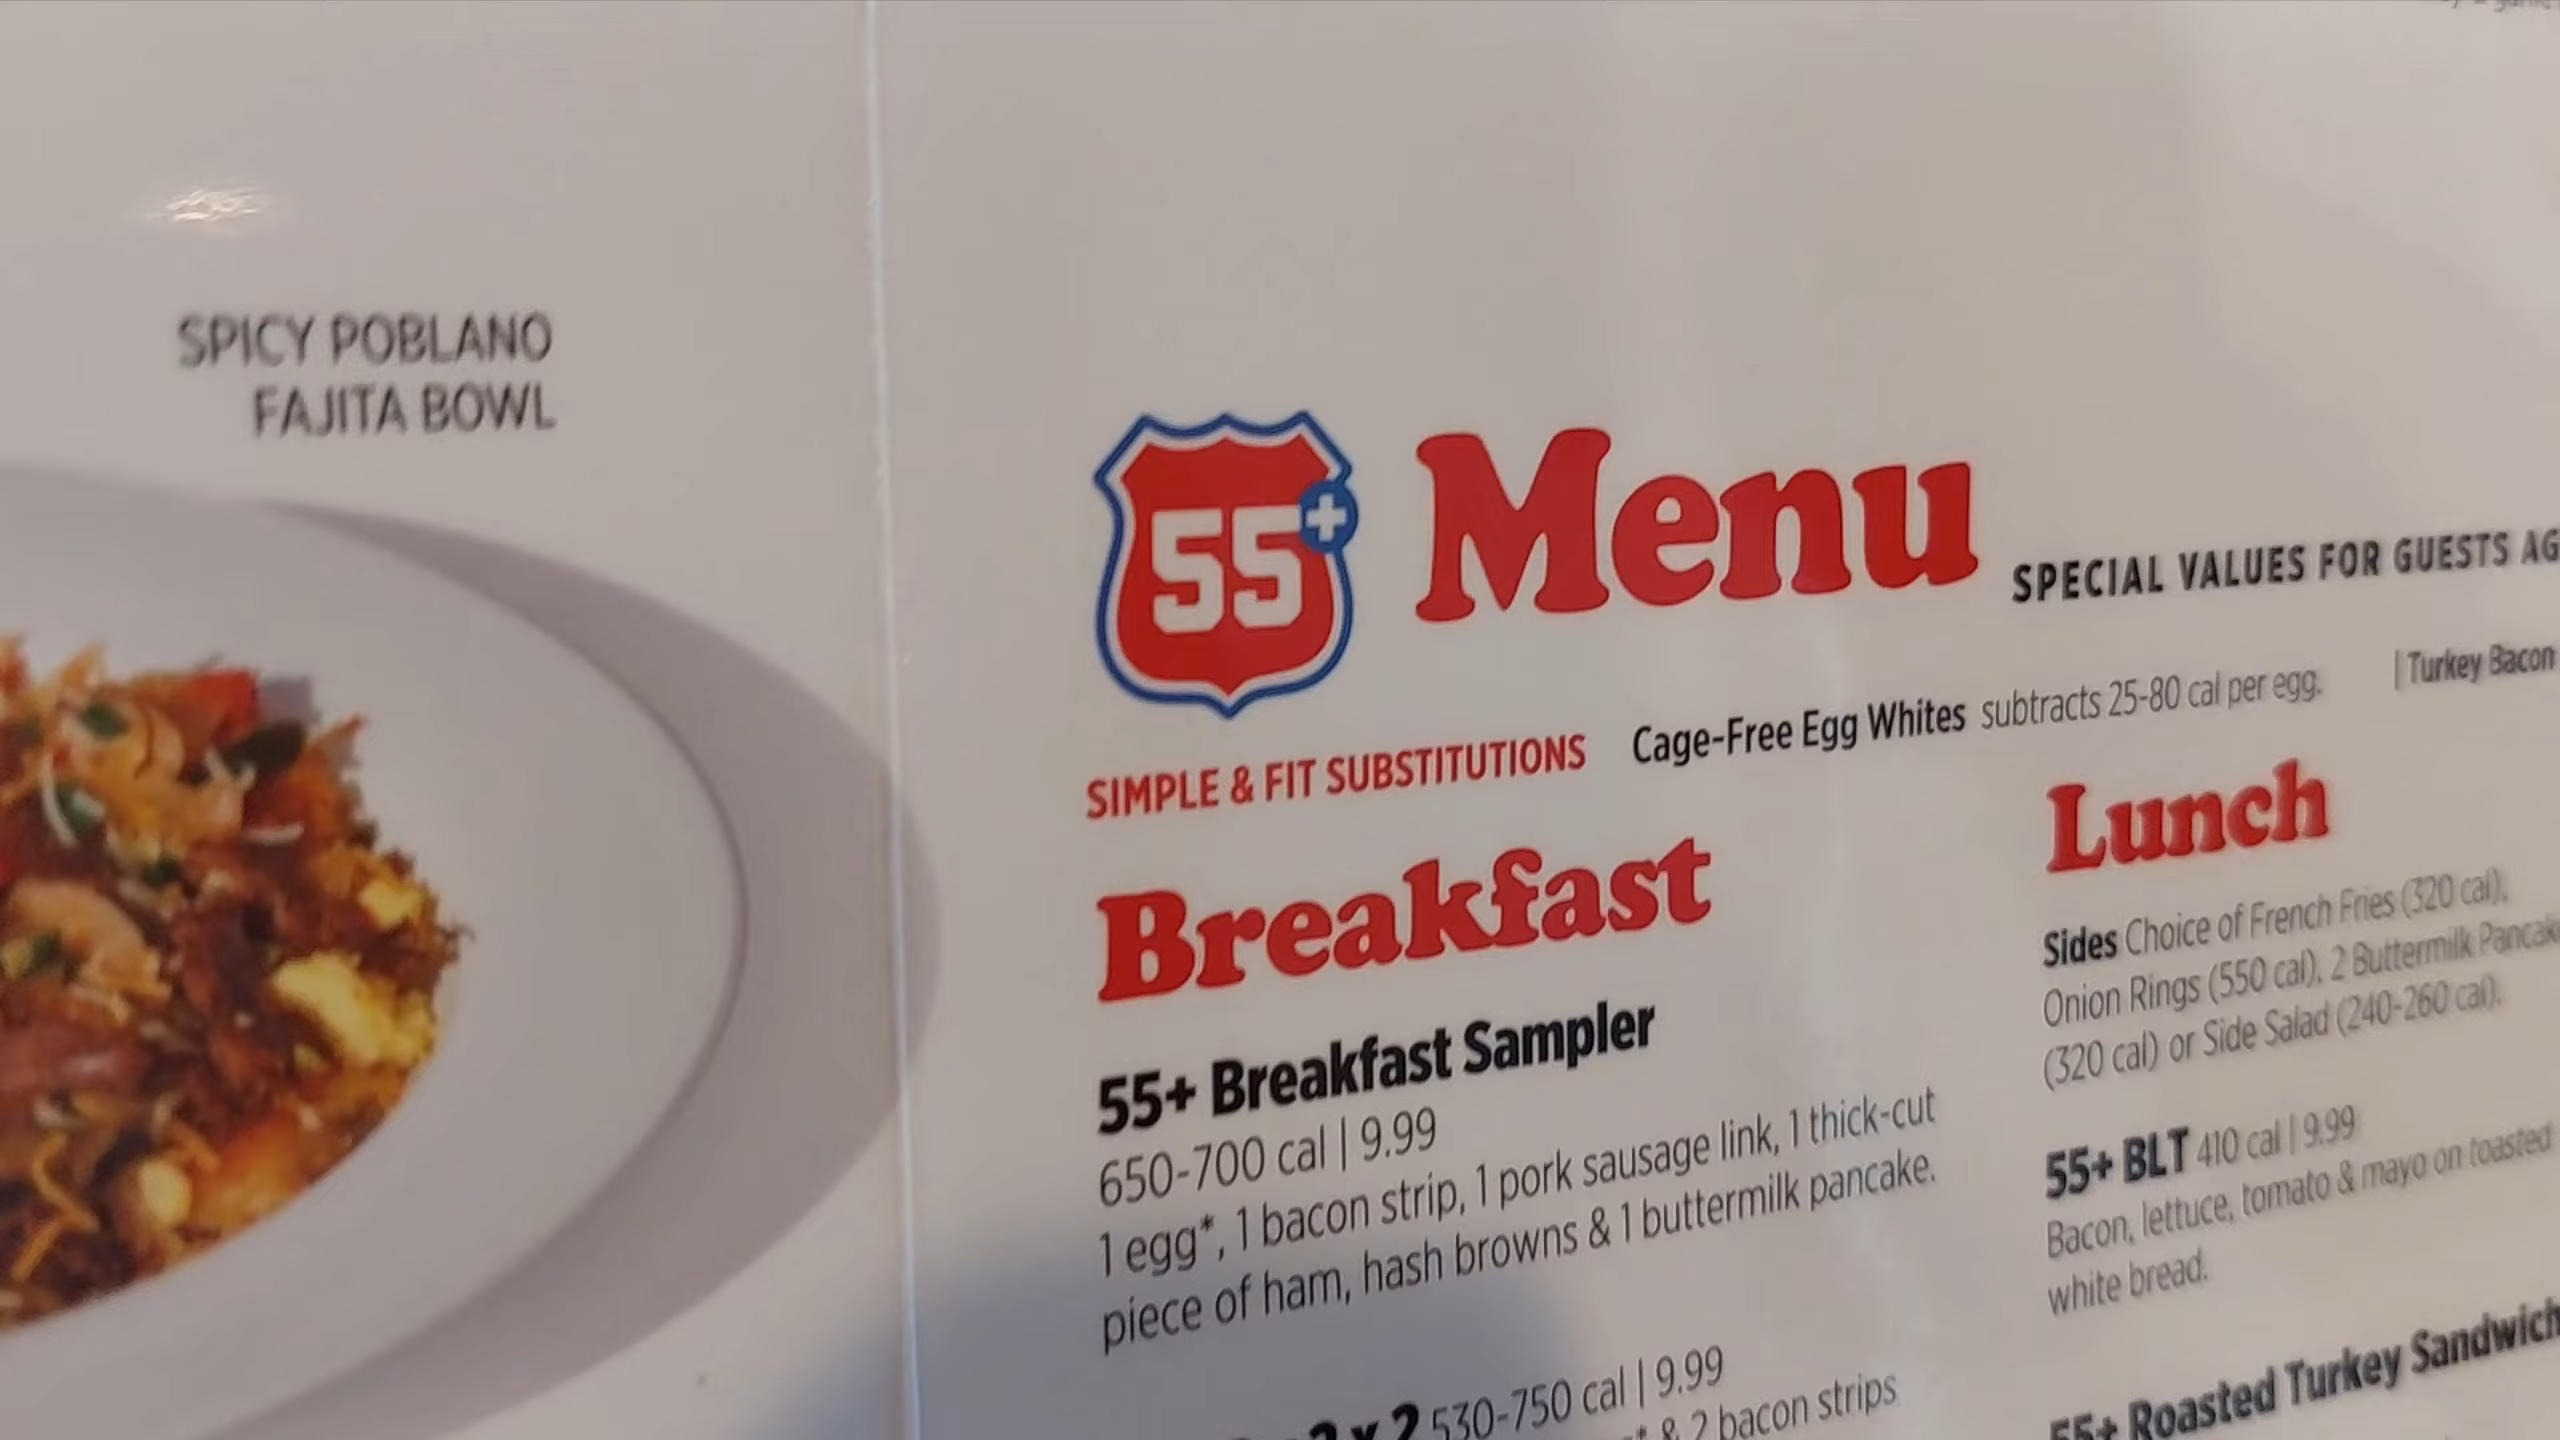 SPICY POBLANO
FAJITA BOWL
55+ Menu SPECIAL VALUES FOR GUESTS
SIMPLE & FIT SUBSTITUTIONS Cage-Free Egg Whites subtracts 25-80 cal per egg. | Turkey Bacon
Breakfast
55+ Breakfast Sampler
650-700 cal | 9.99
1 egg*, 1 bacon strip, 1 pork sausage link, 1 thick-cut
piece of ham, hash browns & 1 buttermilk pancake.
2 x 2 530-750 cal | 9.99
& 2 bacon strips
Lunch
Sides Choice of French Fries (320 cal),
Onion Rings (550 cal), 2 Buttermilk
(320 cal) or Side Salad (240-260 cal).
55+ BLT 410 cal | 9.99
Bacon, lettuce, tomato & mayo on toasted
white bread.
55+ Roasted Turkey Sandwich